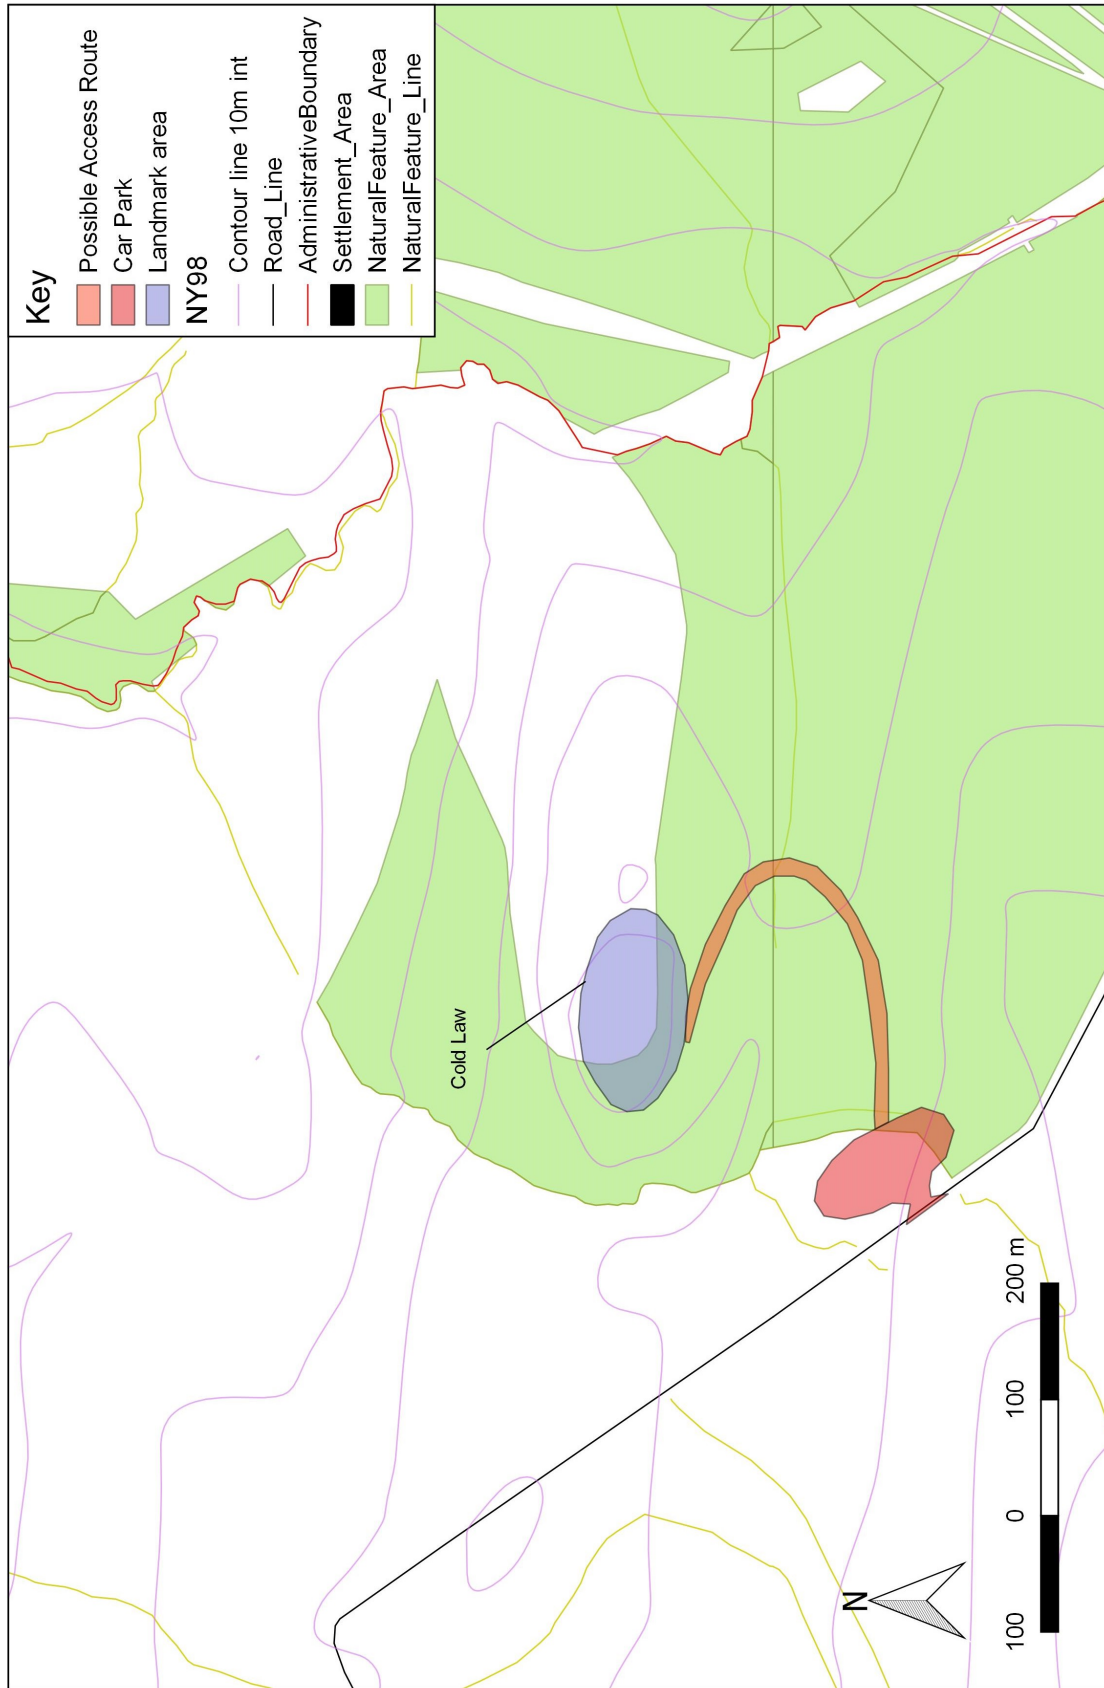 Key
Possible Access Route
Car Park
Landmark area
NY98
Contour line 10m int
Road_Line
AdministrativeBoundary
Settlement_Area
NaturalFeature_Area
NaturalFeature_Line
Cold Law
N
100 0 100 200 m